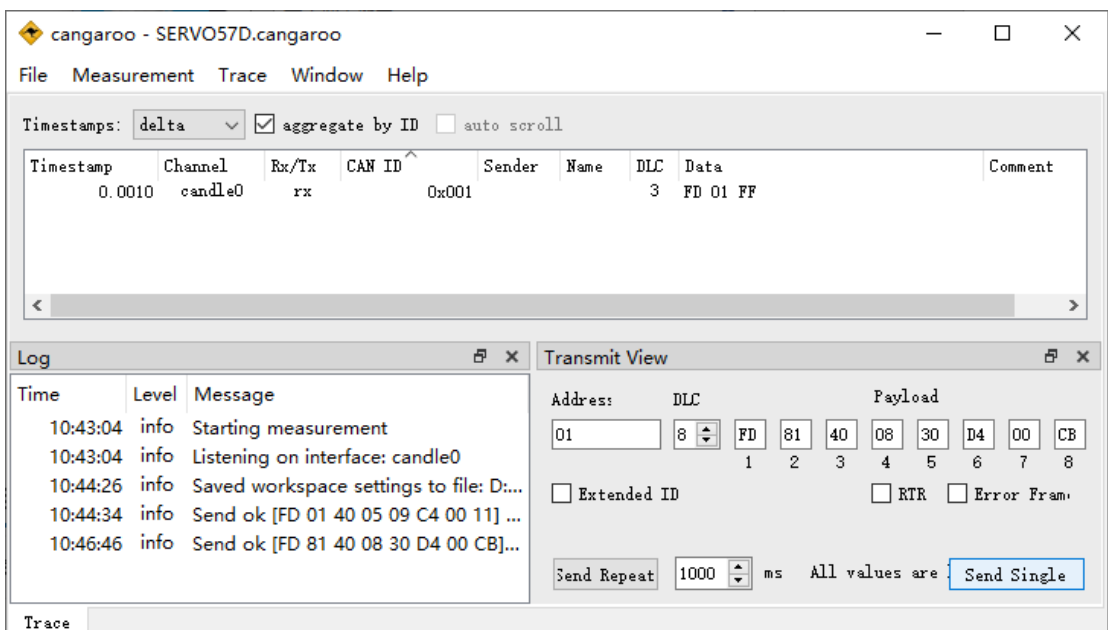 cangaroo - SERVO57D.cangaroo
File Measurement Trace Window Help
Timestamps: delta aggregate by ID auto scroll
Timestamp Channel Rx/Tx CAN ID Sender Name DLC Data Comment
0.0010 candle0 rx 0x001 3 FD 01 FF
Log
Time Level Message
10:43:04 info Starting measurement
10:43:04 info Listening on interface: candle0
10:44:26 info Saved workspace settings to file: D:...
10:44:34 info Send ok [FD 01 40 05 09 C4 00 11] ...
10:46:46 info Send ok [FD 81 40 08 30 D4 00 CB]...
Transmit View
Address DLC Payload
01 8 FD 81 40 08 30 D4 00 CB
1 2 3 4 5 6 7 8
Extended ID RTR Error Fram
Send Repeat 1000 ms All values are Send Single
Trace